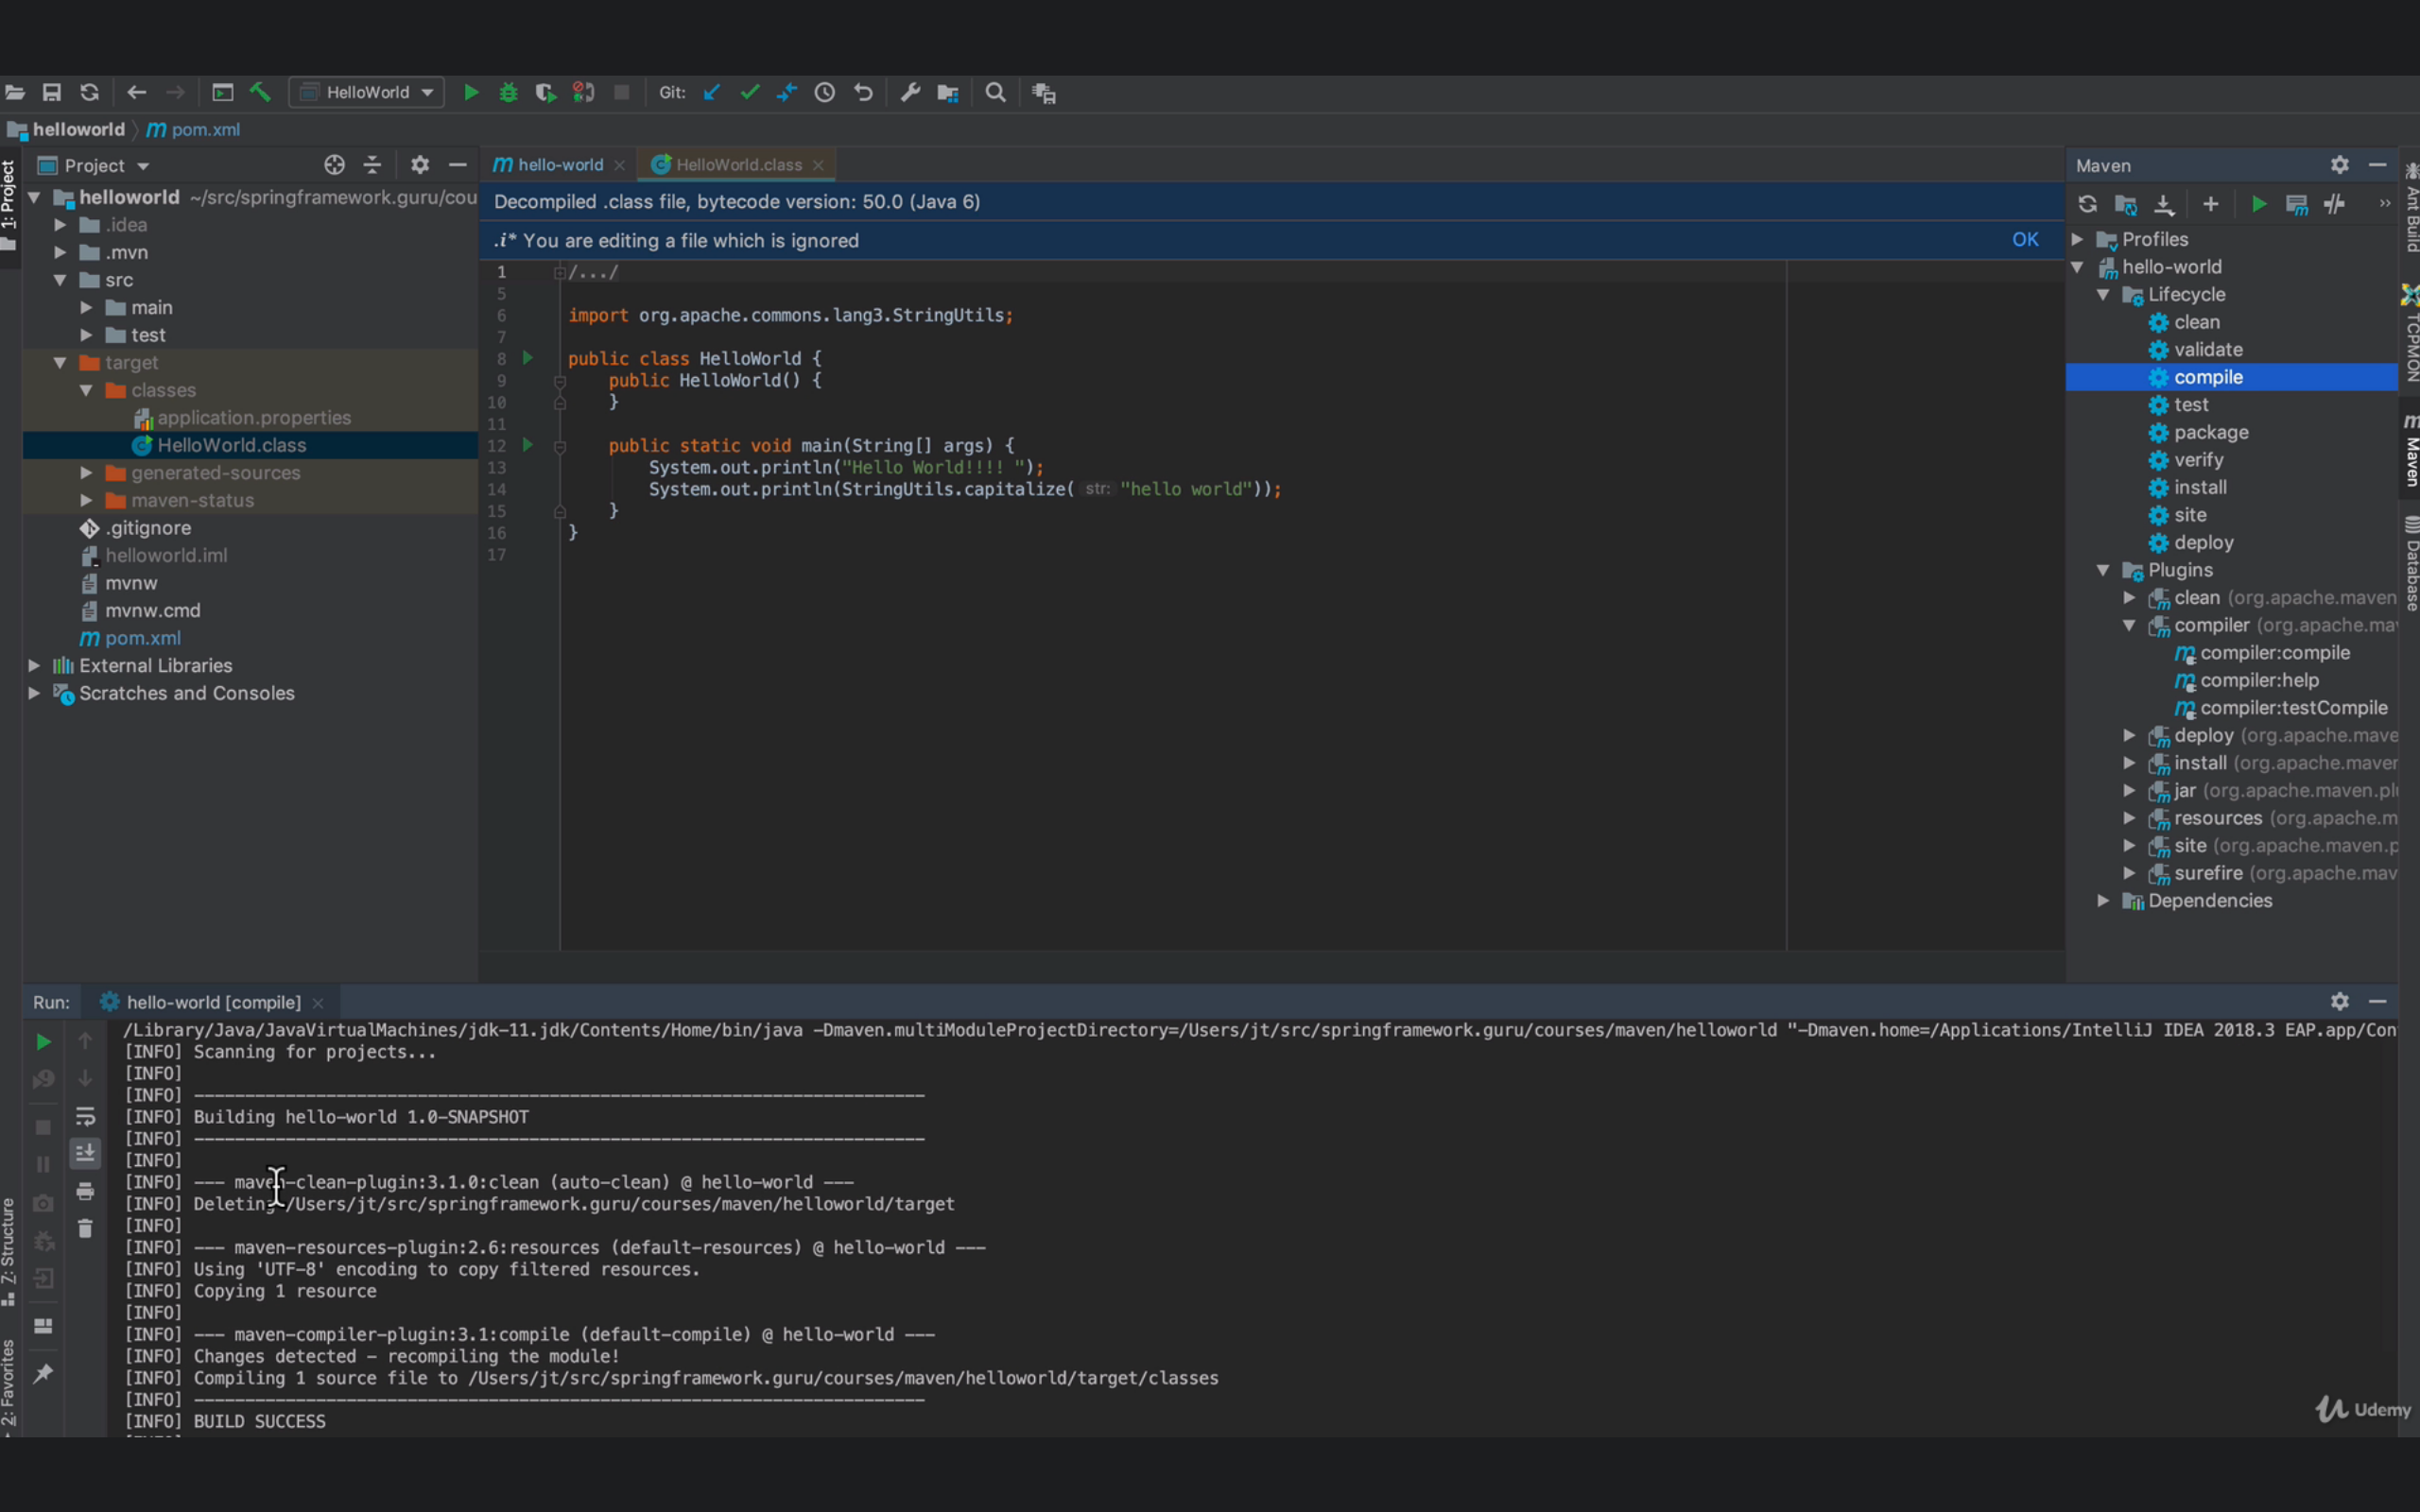 HelloWorld
Git:
helloworld
pom.xml
Project
helloworld ~/src/springframework.guru/cou
.idea
.mvn
src
main
test
target
classes
application.properties
HelloWorld.class
generated-sources
maven-status
.gitignore
helloworld.iml
mvnw
mvnw.cmd
pom.xml
External Libraries
Scratches and Consoles
1: Project
Z: Structure
2: Favorites
hello-world
HelloWorld.class
Decompiled .class file, bytecode version: 50.0 (Java 6)
.i* You are editing a file which is ignored
OK
1 /.../
5
6 import org.apache.commons.lang3.StringUtils;
7
8 public class HelloWorld {
9 public HelloWorld() {
10 }
11
12 public static void main(String[] args) {
13 System.out.println("Hello World!!!! ");
14 System.out.println(StringUtils.capitalize( str: "hello world"));
15 }
16 }
17
Maven
Profiles
hello-world
Lifecycle
clean
validate
compile
test
package
verify
install
site
deploy
Plugins
clean (org.apache.maven
compiler (org.apache.ma
compiler:compile
compiler:help
compiler:testCompile
deploy (org.apache.mave
install (org.apache.maven
jar (org.apache.maven.pl
resources (org.apache.m
site (org.apache.maven.p
surefire (org.apache.mav
Dependencies
Ant Build
TCPMON
Maven
Database
Run: hello-world [compile]
/Library/Java/JavaVirtualMachines/jdk-11.jdk/Contents/Home/bin/java -Dmaven.multiModuleProjectDirectory=/Users/jt/src/springframework.guru/courses/maven/helloworld "-Dmaven.home=/Applications/IntelliJ IDEA 2018.3 EAP.app/Con
[INFO] Scanning for projects...
[INFO]
[INFO] ------------------------------------------------------------------------
[INFO] Building hello-world 1.0-SNAPSHOT
[INFO] ------------------------------------------------------------------------
[INFO]
[INFO] --- maven-clean-plugin:3.1.0:clean (auto-clean) @ hello-world ---
[INFO] Deleting /Users/jt/src/springframework.guru/courses/maven/helloworld/target
[INFO]
[INFO] --- maven-resources-plugin:2.6:resources (default-resources) @ hello-world ---
[INFO] Using 'UTF-8' encoding to copy filtered resources.
[INFO] Copying 1 resource
[INFO]
[INFO] --- maven-compiler-plugin:3.1:compile (default-compile) @ hello-world ---
[INFO] Changes detected - recompiling the module!
[INFO] Compiling 1 source file to /Users/jt/src/springframework.guru/courses/maven/helloworld/target/classes
[INFO] ------------------------------------------------------------------------
[INFO] BUILD SUCCESS
Udemy